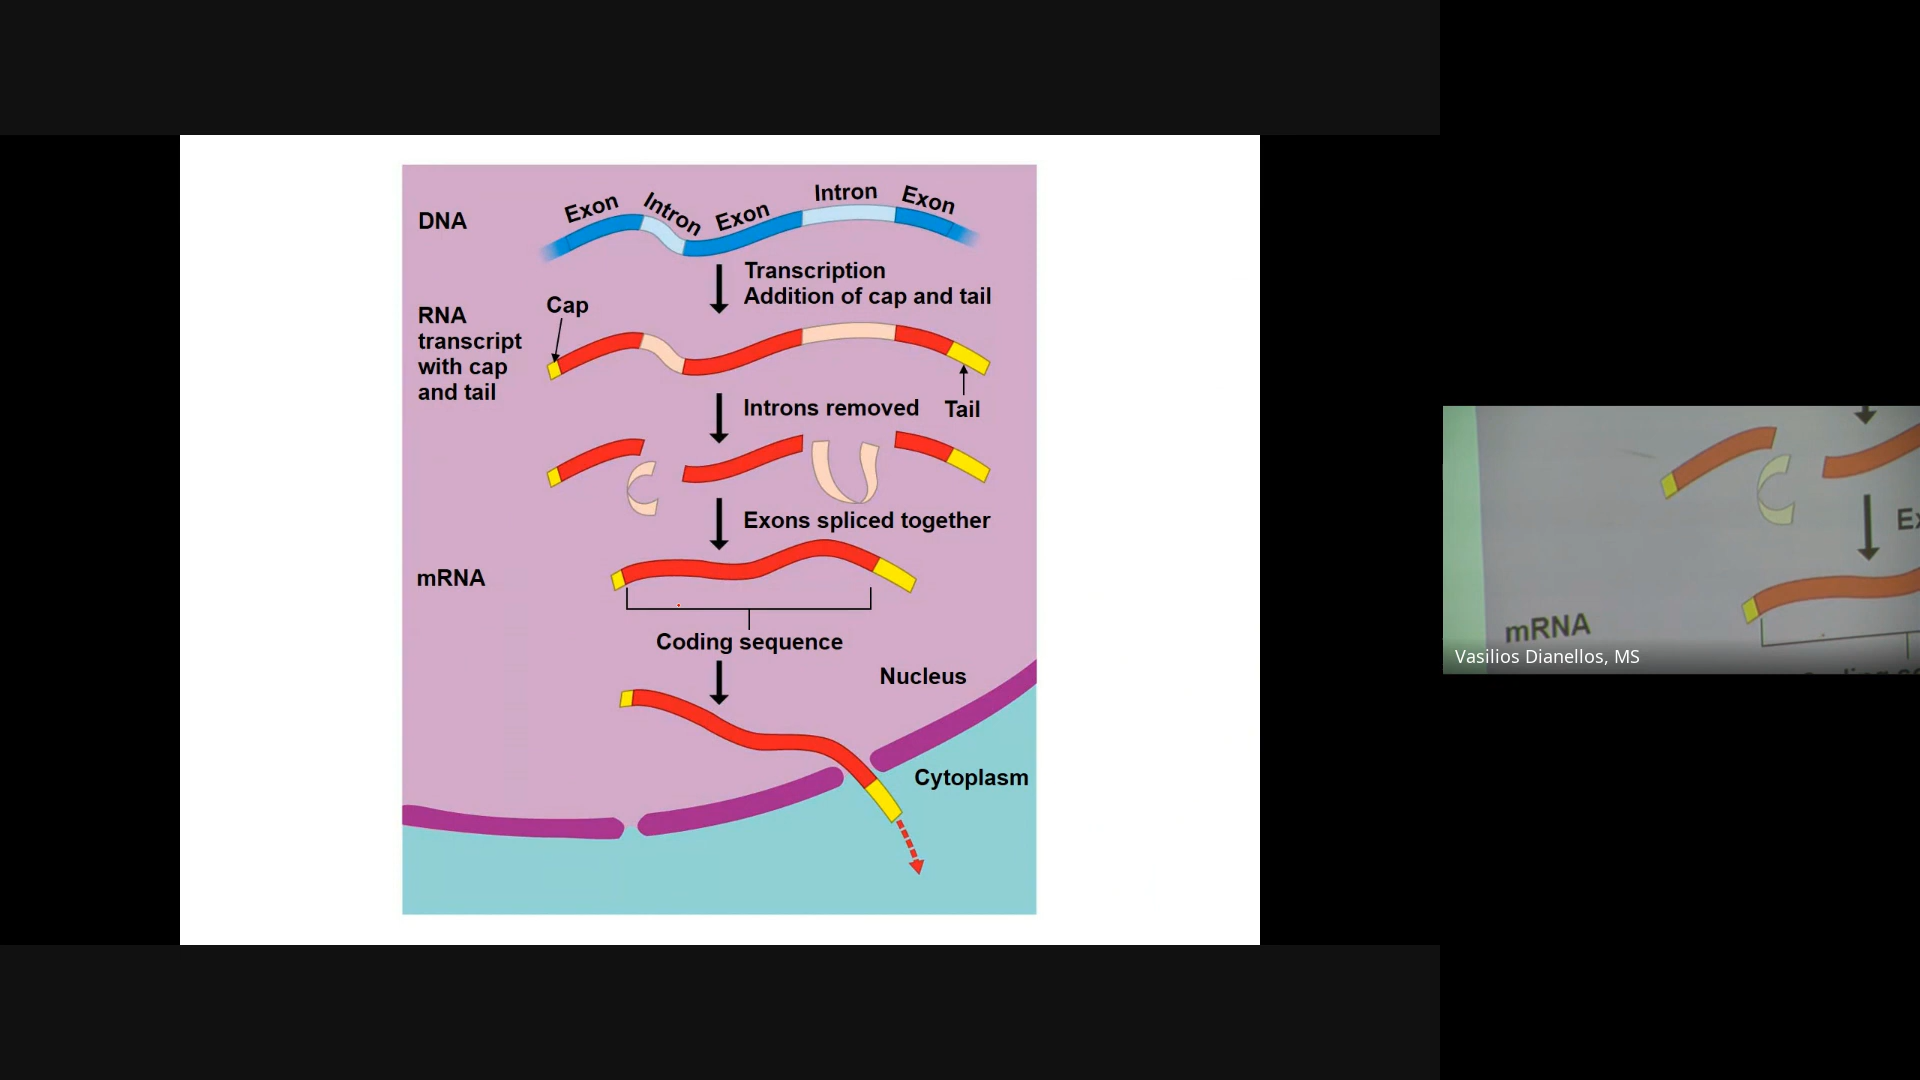 DNA
Exon
Intron
Exon
Intron
Exon
Transcription
Addition of cap and tail
RNA
transcript
with cap
and tail
Cap
Introns removed
Tail
Exons spliced together
mRNA
Coding sequence
Nucleus
Cytoplasm
mRNA
Vasilios Dianellos, MS